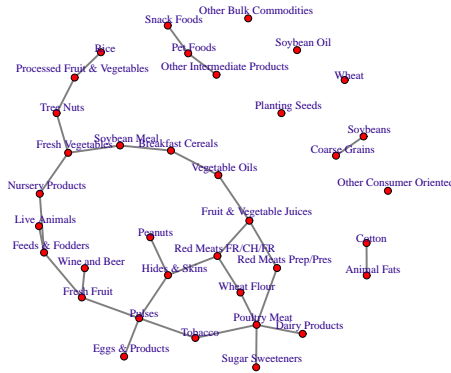 Other Bulk Commodities
Snack Foods
Soybean Oil
Rice
Pet Foods
Processed Fruit & Vegetables
Other Intermediate Products
Wheat
Tree Nuts
Planting Seeds
Soybeans
Fresh Vegetables
Soybean Meal
Breakfast Cereals
Coarse Grains
Vegetable Oils
Nursery Products
Other Consumer Oriented
Live Animals
Fruit & Vegetable Juices
Peanuts
Cotton
Feeds & Fodders
Red Meats FR/CH/FR
Wine and Beer
Red Meats Prep/Pres
Hides & Skins
Animal Fats
Fresh Fruit
Wheat Flour
Pulses
Poultry Meat
Dairy Products
Tobacco
Eggs & Products
Sugar Sweeteners